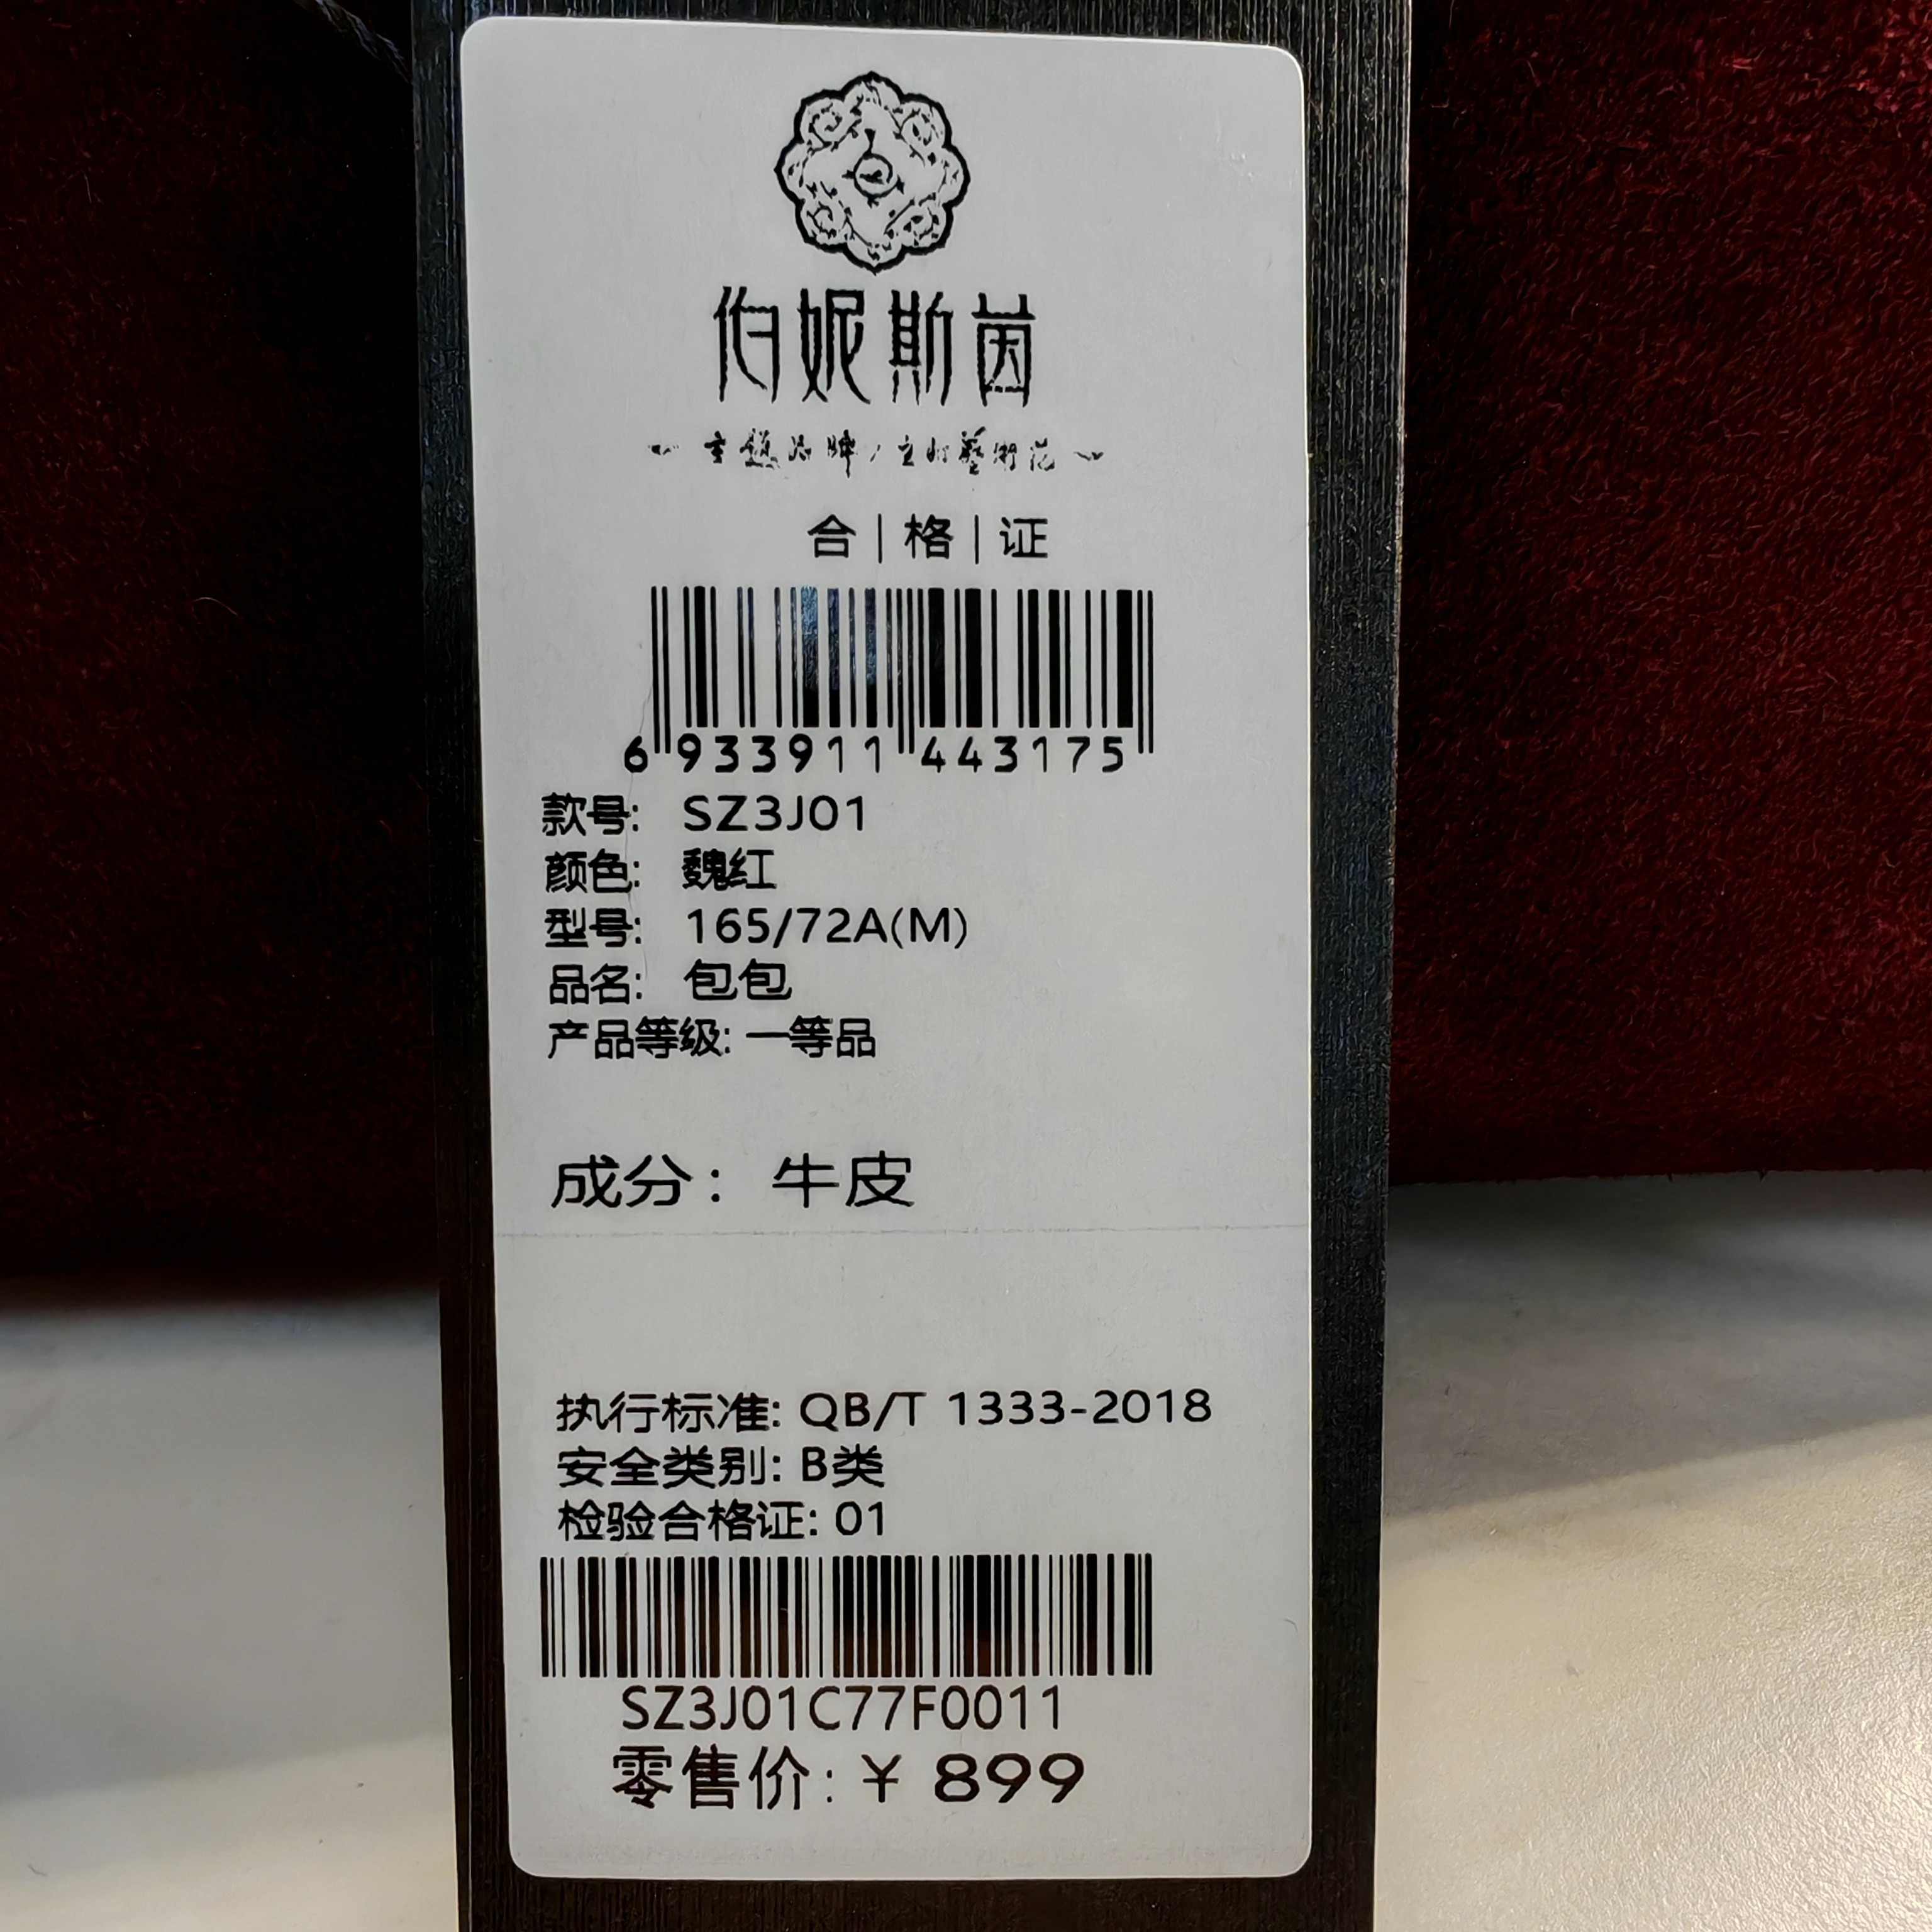 伯妮斯茵
合|格|证
6 933911 443175
款号: SZ3J01
颜色: 魏红
型号: 165/72A(M)
品名: 包包
产品等级: 一等品
成分: 牛皮
执行标准: QB/T 1333-2018
安全类别: B类
检验合格证: 01
SZ3J01C77F0011
零售价: ¥ 899